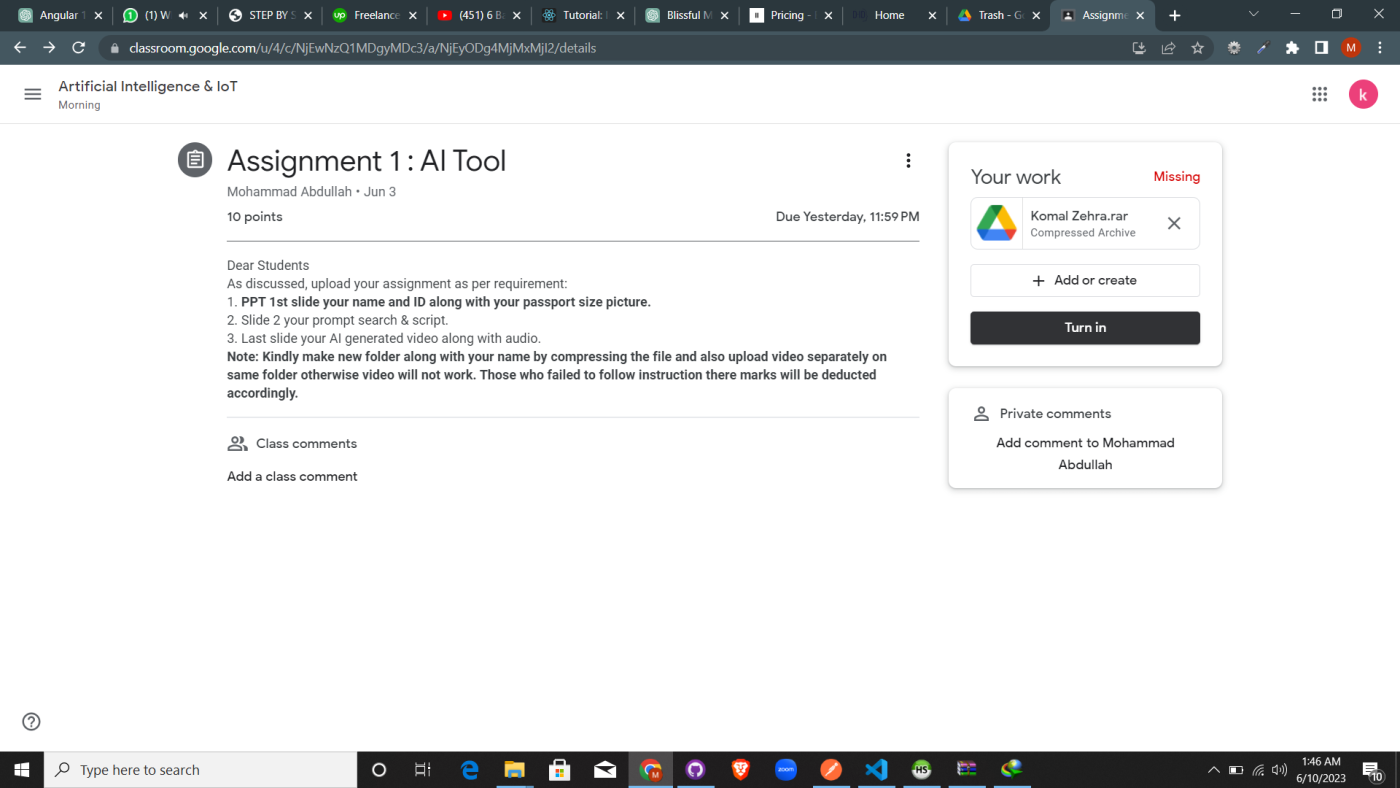 Angular
(1) W
STEP BY S
Freelance
(451) 6 B
Tutorial:
Blissful M
Pricing -
Home
Trash - G
Assignme
classroom.google.com/u/4/c/NjEwNzQ1MDgyMDc3/a/NjEyODg4MjMxMjI2/details
M
Artificial Intelligence & IoT
Morning
k
Assignment 1 : AI Tool
Mohammad Abdullah • Jun 3
10 points
Due Yesterday, 11:59 PM
Dear Students
As discussed, upload your assignment as per requirement:
1. PPT 1st slide your name and ID along with your passport size picture.
2. Slide 2 your prompt search & script.
3. Last slide your AI generated video along with audio.
Note: Kindly make new folder along with your name by compressing the file and also upload video separately on
same folder otherwise video will not work. Those who failed to follow instruction there marks will be deducted
accordingly.
Class comments
Add a class comment
Your work
Missing
Komal Zehra.rar
Compressed Archive
+ Add or create
Turn in
Private comments
Add comment to Mohammad
Abdullah
Type here to search
M
zoom
HS
1:46 AM
6/10/2023
10